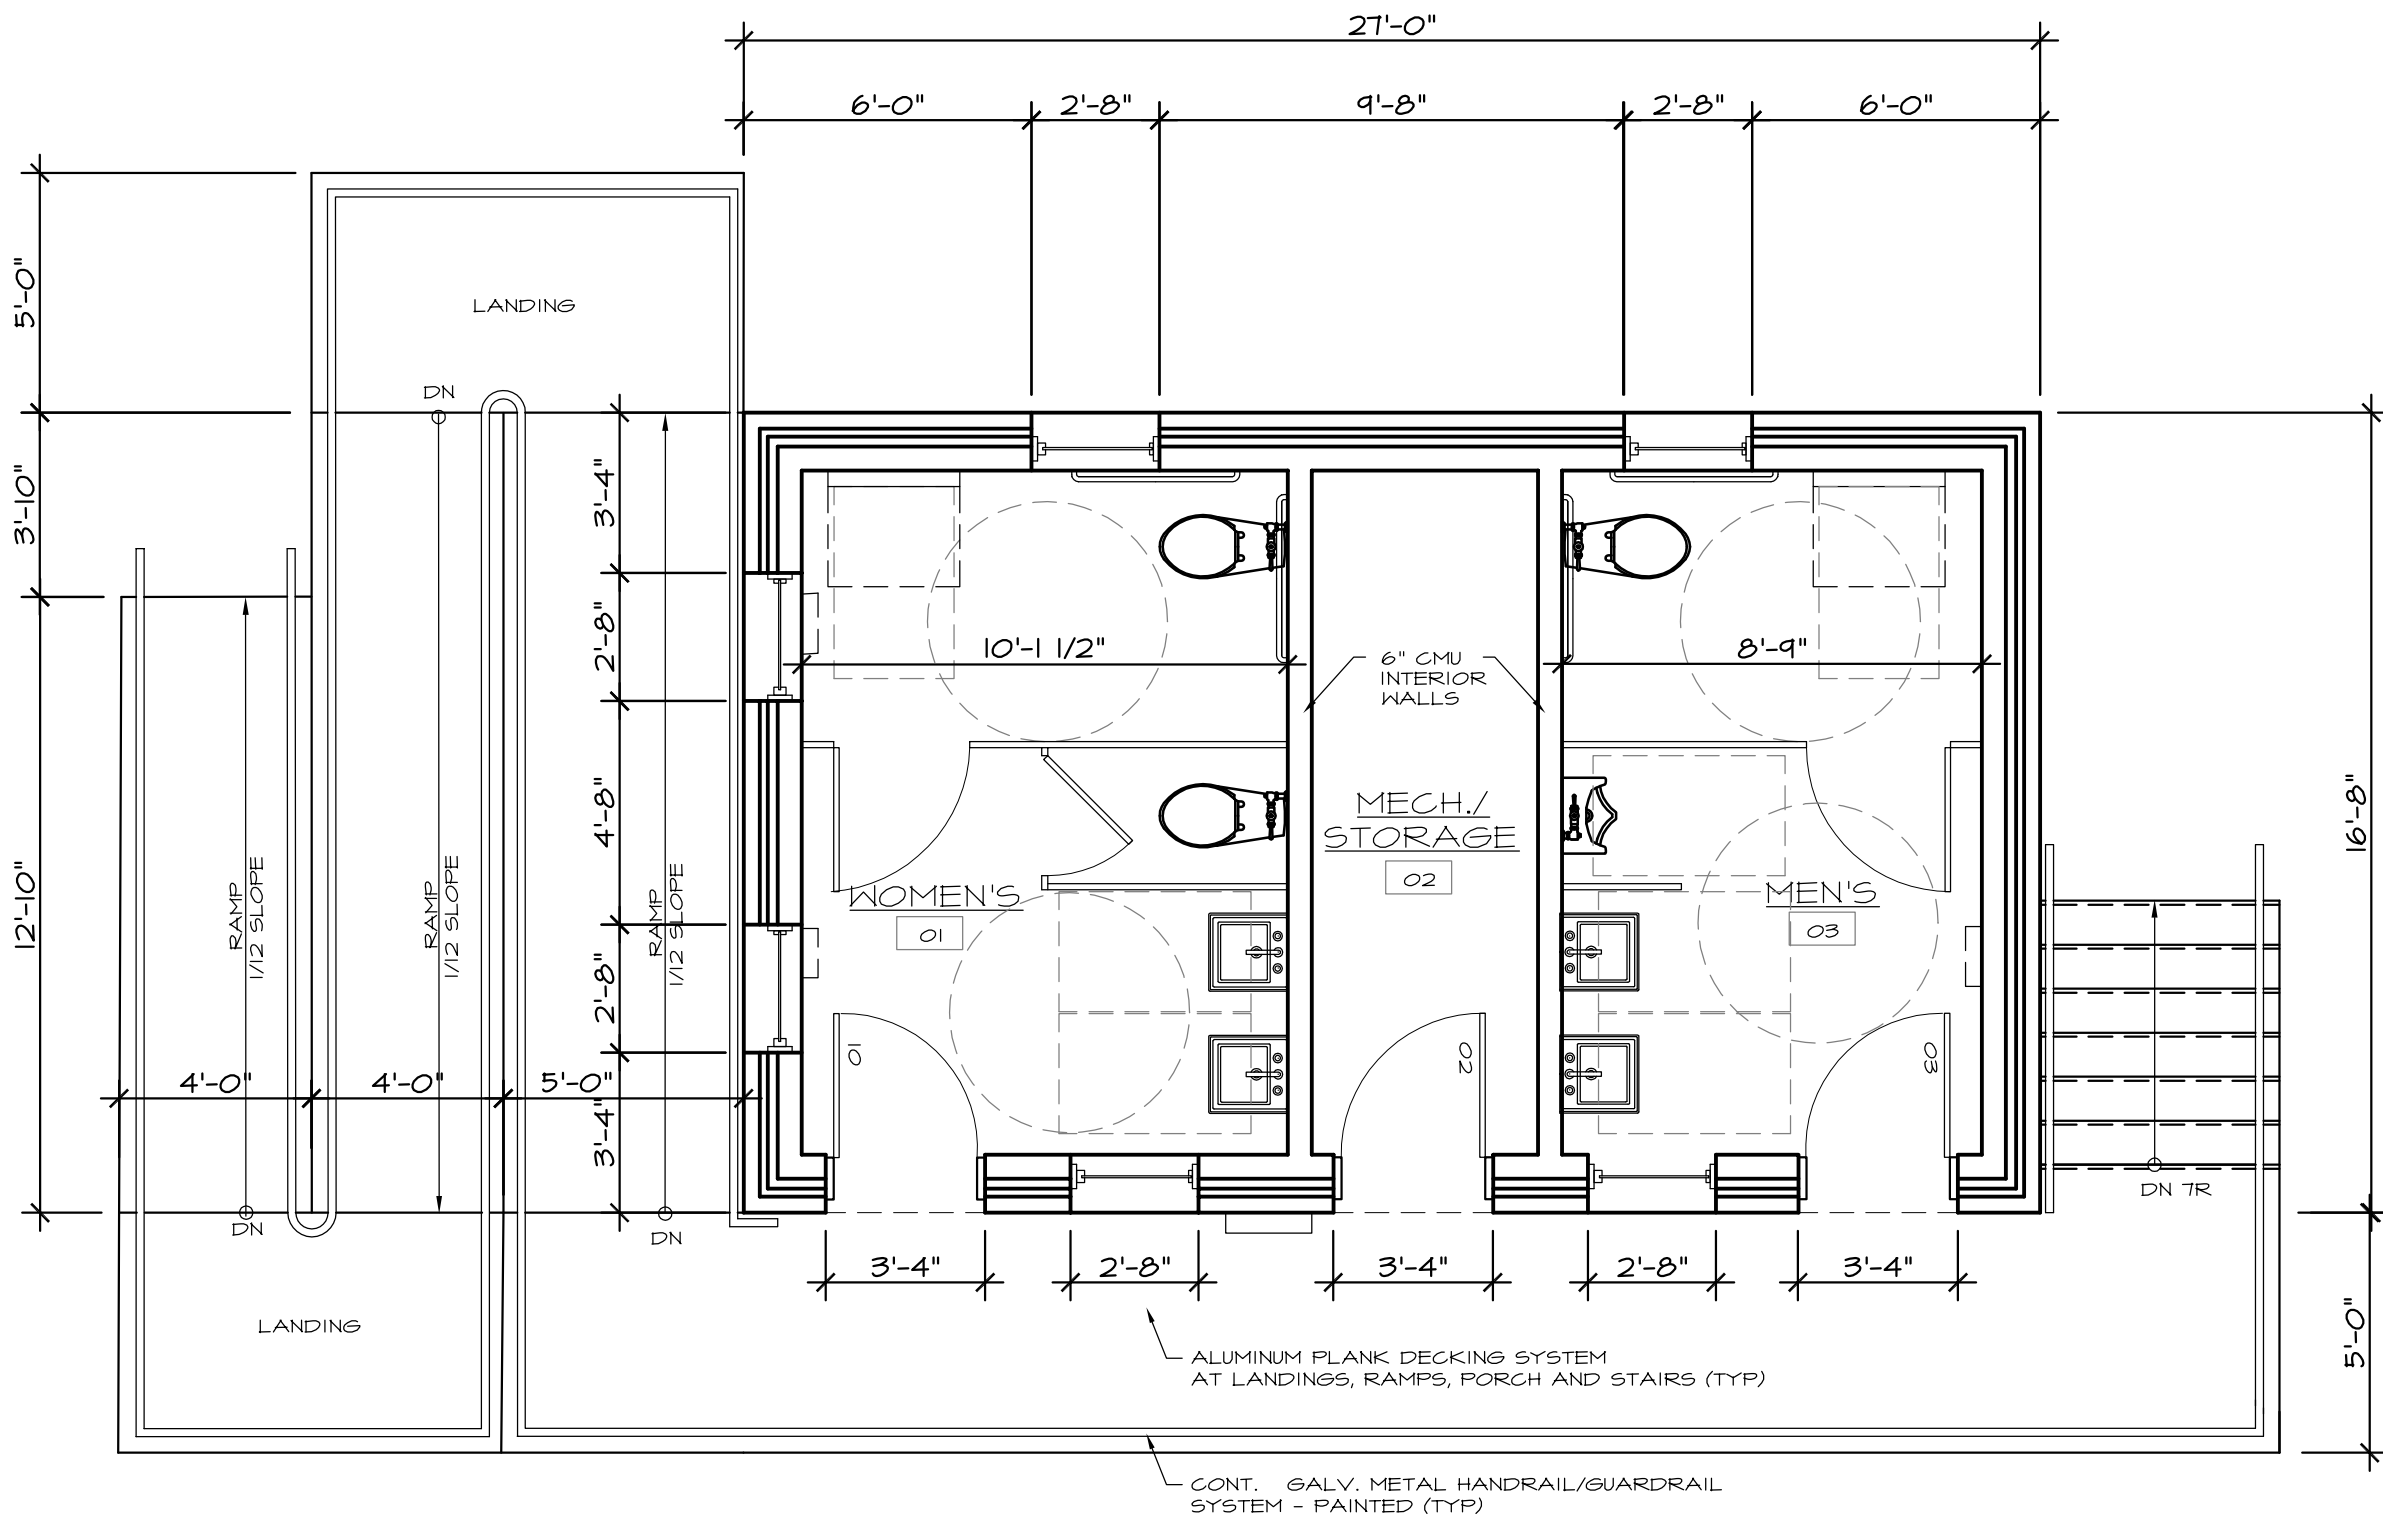 27'-0"
6'-0" 2'-8" 9'-8" 2'-8" 6'-0"
5'-0"
LANDING
DN
3'-10"
3'-4"
2'-8"
10'-1 1/2"
6" CMU
INTERIOR
WALLS
8'-9"
4'-8"
MECH./
STORAGE
02
16'-8"
12'-10"
RAMP
1/12 SLOPE
RAMP
1/12 SLOPE
RAMP
1/12 SLOPE
WOMEN'S
01
MEN'S
03
2'-8"
01
02
03
4'-0" 4'-0" 5'-0"
3'-4"
DN 7R
DN
DN
3'-4" 2'-8" 3'-4" 2'-8" 3'-4"
LANDING
5'-0"
ALUMINUM PLANK DECKING SYSTEM
AT LANDINGS, RAMPS, PORCH AND STAIRS (TYP)
CONT. GALV. METAL HANDRAIL/GUARDRAIL
SYSTEM - PAINTED (TYP)